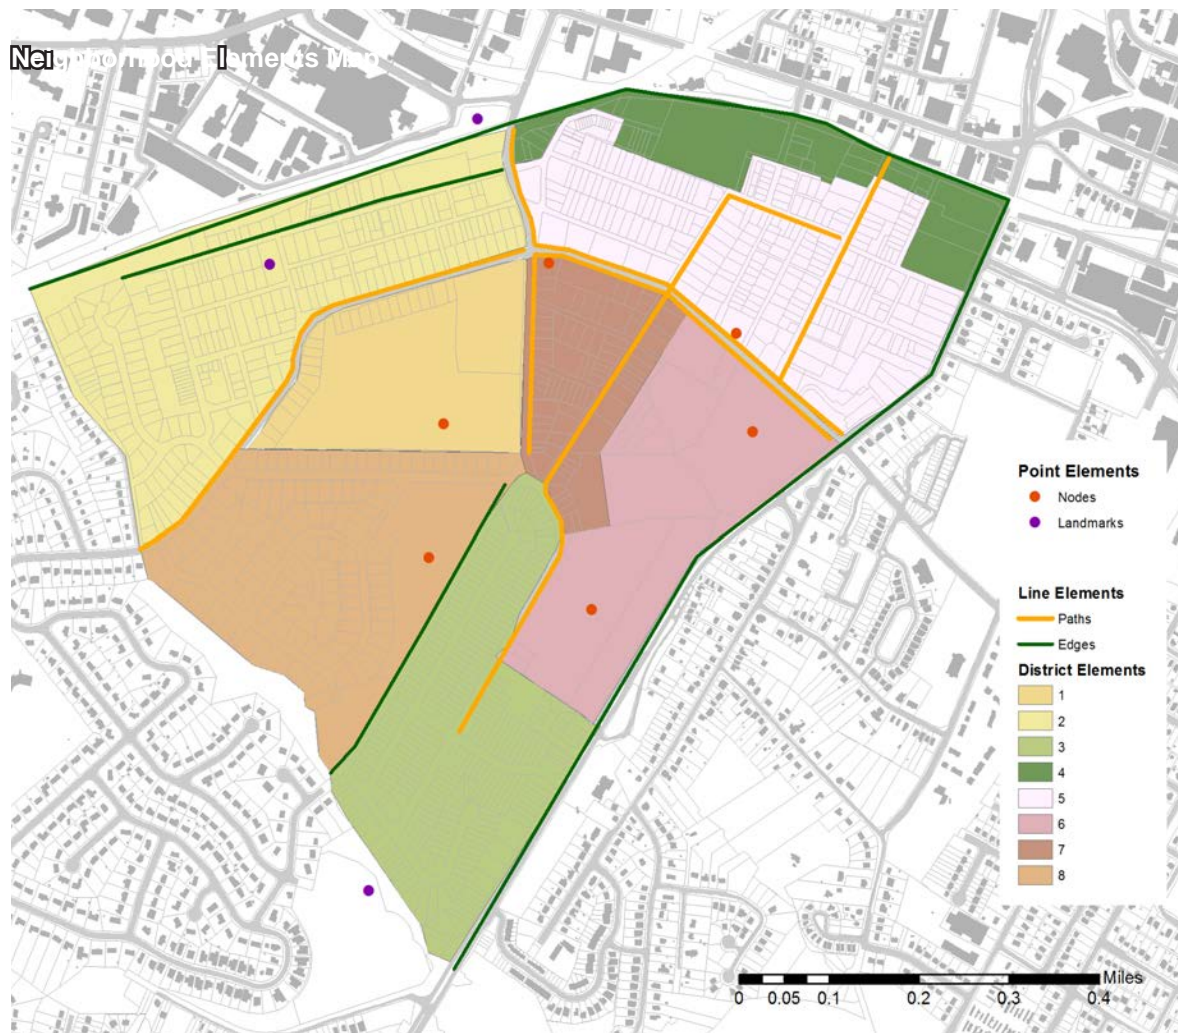 Neighborhood Elements Map
Point Elements
Nodes
Landmarks
Line Elements
Paths
Edges
District Elements
1
2
3
4
5
6
7
8
Miles
0 0.05 0.1 0.2 0.3 0.4